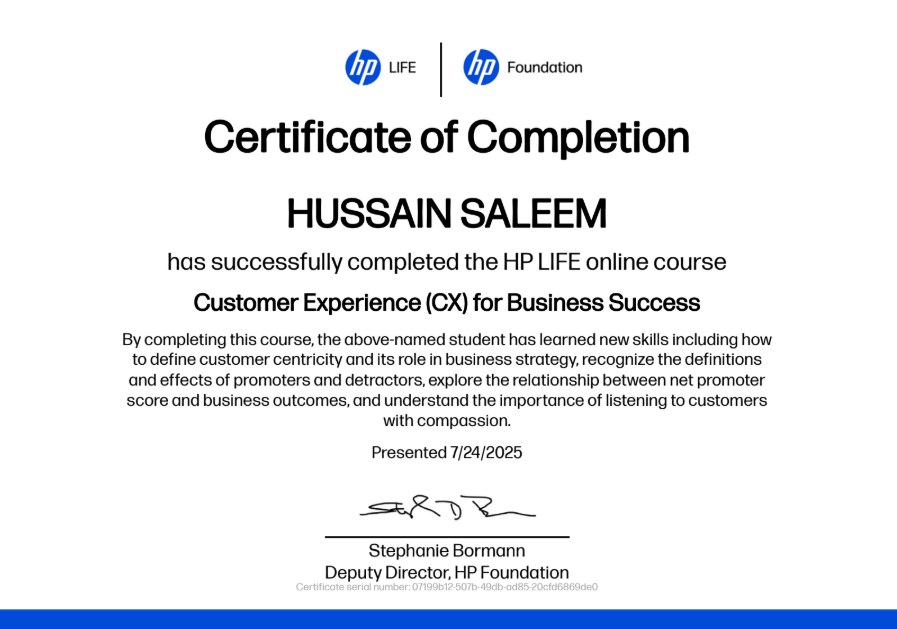 hp LIFE hp Foundation
Certificate of Completion
HUSSAIN SALEEM
has successfully completed the HP LIFE online course
Customer Experience (CX) for Business Success
By completing this course, the above-named student has learned new skills including how
to define customer centricity and its role in business strategy, recognize the definitions
and effects of promoters and detractors, explore the relationship between net promoter
score and business outcomes, and understand the importance of listening to customers
with compassion.
Presented 7/24/2025
Stephanie Bormann
Deputy Director, HP Foundation
Certificate serial number: 07199b12-507b-49db-ad85-20cfd6869de0